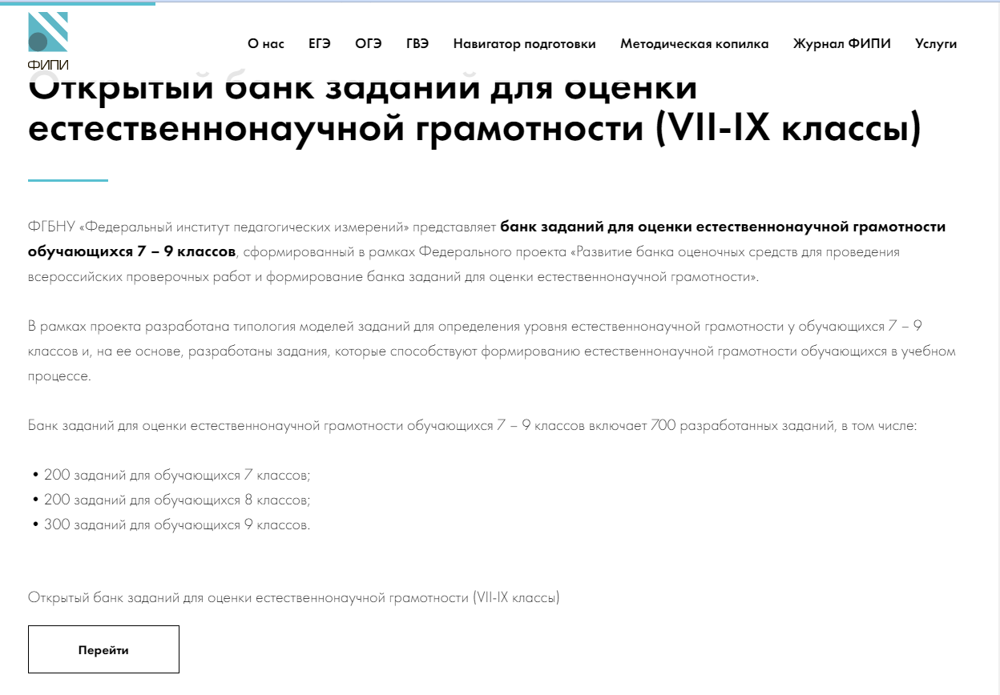 ФИПИ
О нас ЕГЭ ОГЭ ГВЭ Навигатор подготовки Методическая копилка Журнал ФИПИ Услуги
Открытый банк заданий для оценки
естественнонаучной грамотности (VII-IX классы)
ФГБНУ «Федеральный институт педагогических измерений» представляет банк заданий для оценки естественнонаучной грамотности
обучающихся 7 – 9 классов, сформированный в рамках Федерального проекта «Развитие банка оценочных средств для проведения
всероссийских проверочных работ и формирование банка заданий для оценки естественнонаучной грамотности».
В рамках проекта разработана типология моделей заданий для определения уровня естественнонаучной грамотности у обучающихся 7 – 9
классов и, на ее основе, разработаны задания, которые способствуют формированию естественнонаучной грамотности обучающихся в учебном
процессе.
Банк заданий для оценки естественнонаучной грамотности обучающихся 7 – 9 классов включает 700 разработанных заданий, в том числе:
• 200 заданий для обучающихся 7 классов;
• 200 заданий для обучающихся 8 классов;
• 300 заданий для обучающихся 9 классов.
Открытый банк заданий для оценки естественнонаучной грамотности (VII-IX классы)
Перейти